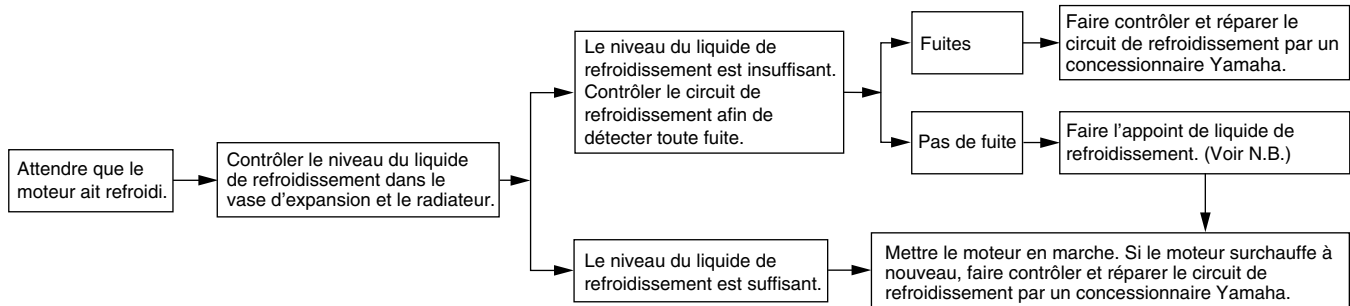 Attendre que le
moteur ait refroidi.
Contrôler le niveau du liquide
de refroidissement dans le
vase d'expansion et le radiateur.
Le niveau du liquide de
refroidissement est insuffisant.
Contrôler le circuit de
refroidissement afin de
détecter toute fuite.
Fuites
Faire contrôler et réparer le
circuit de refroidissement par un
concessionnaire Yamaha.
Pas de fuite
Faire l'appoint de liquide de
refroidissement. (Voir N.B.)
Le niveau du liquide de
refroidissement est suffisant.
Mettre le moteur en marche. Si le moteur surchauffe à
nouveau, faire contrôler et réparer le circuit de
refroidissement par un concessionnaire Yamaha.